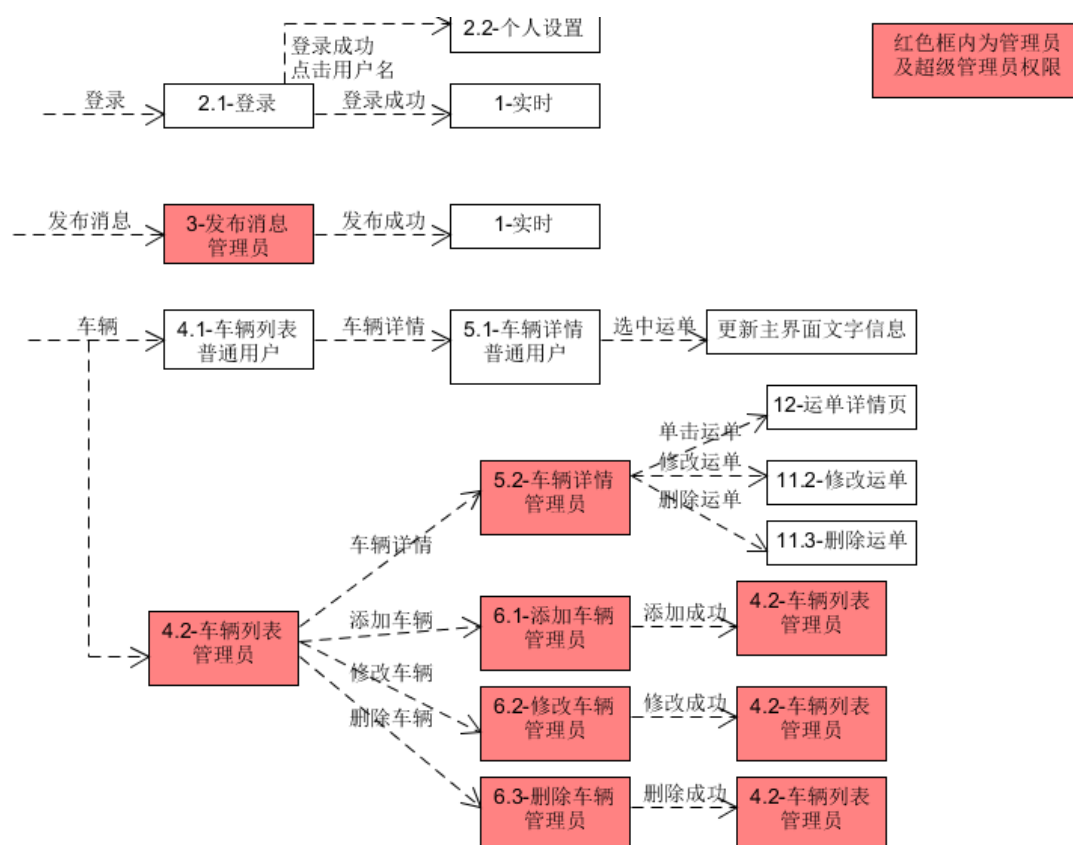 2.2-个人设置
登录成功
点击用户名
红色框内为管理员
及超级管理员权限
登录
2.1-登录
登录成功
1-实时
发布消息
3-发布消息
管理员
发布成功
1-实时
车辆
4.1-车辆列表
普通用户
车辆详情
5.1-车辆详情
普通用户
选中运单
更新主界面文字信息
12-运单详情页
单击运单
修改运单
11.2-修改运单
删除运单
11.3-删除运单
5.2-车辆详情
管理员
车辆详情
4.2-车辆列表
管理员
添加车辆
6.1-添加车辆
管理员
添加成功
4.2-车辆列表
管理员
修改车辆
6.2-修改车辆
管理员
修改成功
4.2-车辆列表
管理员
删除车辆
6.3-删除车辆
管理员
删除成功
4.2-车辆列表
管理员